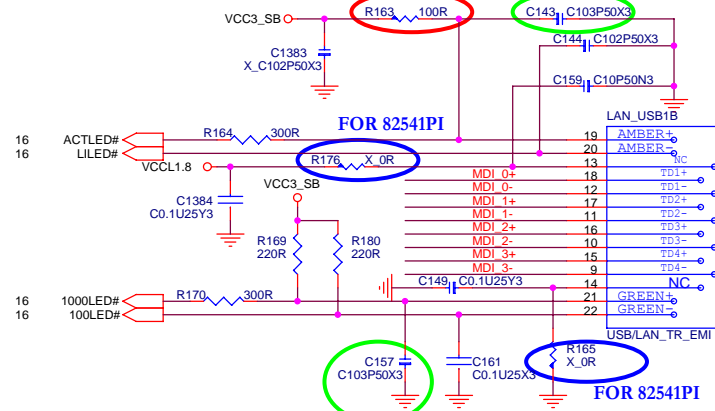 VCC3_SB
R163 100R
C143 C103P50X3
C1383
X_C102P50X3
C144 C102P50X3
C159 C10P50N3
LAN_USB1B
FOR 82541PI
16 ACTLED# R164 300R 19 AMBER+
16 LILED# 20 AMBER-
VCCL1.8 R176 X_0R 13 NC
MDI_0+ 18 TD1+
MDI_0- 12 TD1-
MDI_1+ 17 TD2+
MDI_1- 11 TD2-
MDI_2+ 16 TD3+
MDI_2- 10 TD3-
MDI_3+ 15 TD4+
MDI_3- 9 TD4-
C1384
C0.1U25Y3
VCC3_SB
R169
220R
R180
220R
C149 C0.1U25Y3 14 NC
16 1000LED# R170 300R 21 GREEN+
16 100LED# 22 GREEN-
USB/LAN_TR_EMI
C157
C103P50X3
C161
C0.1U25X3
R165
X_0R
FOR 82541PI